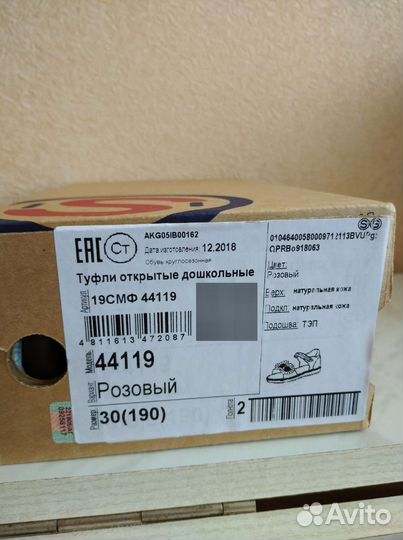 EAC
Ст
AKG05IB00162
Дата изготовления: 12.2018
Обувь круглосезонная
Туфли открытые дошкольные
Артикул
19СМФ 44119
4 811613 472087
Модель
44119
Вариант
Розовый
Размер
30(190)
Полнота
2
QPRBo918063
Цвет:
Розовый
Верх: натуральная кожа
Подкл: натуральная кожа
Подошва: ТЭП
Avito